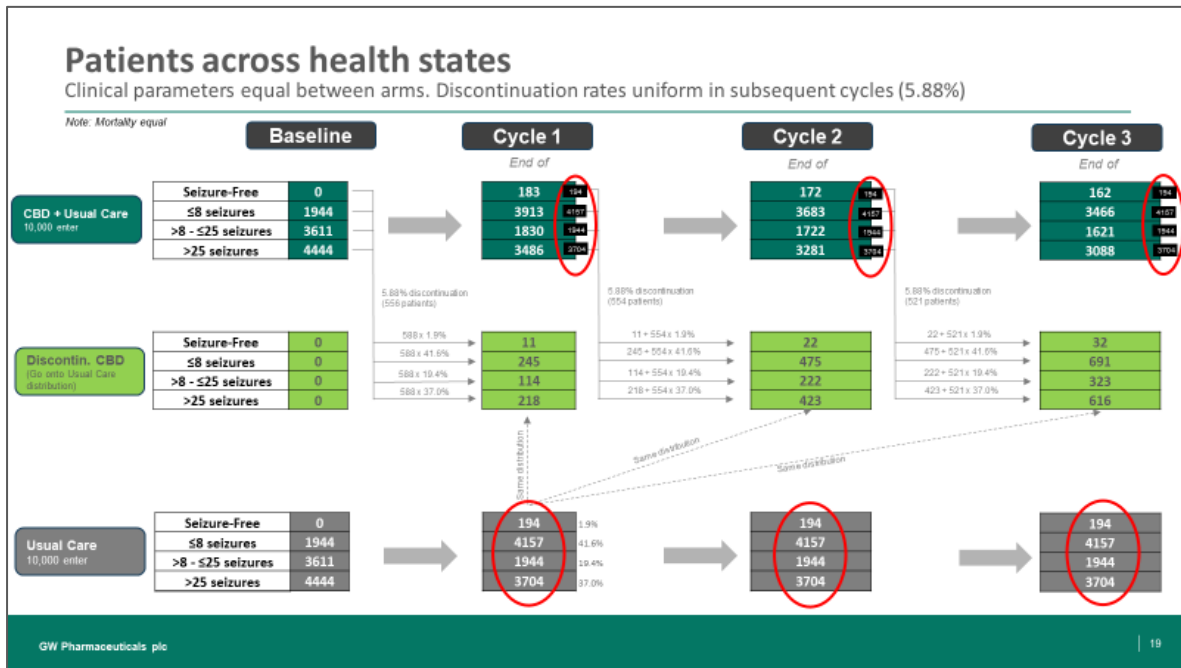 Patients across health states
Clinical parameters equal between arms. Discontinuation rates uniform in subsequent cycles (5.88%)
Note: Mortality equal
Baseline
Cycle 1
Cycle 2
Cycle 3
End of
End of
End of
CBD + Usual Care
10,000 enter
Seizure-Free 0 183 194 172 194 162 194
≤8 seizures 1944 3913 4157 3683 4157 3466 4157
>8 - ≤25 seizures 3611 1830 1944 1722 1944 1621 1944
>25 seizures 4444 3486 3704 3281 3704 3088 3704
5.88% discontinuation
(556 patients)
5.88% discontinuation
(554 patients)
5.88% discontinuation
(521 patients)
Discontin. CBD
(Go onto Usual Care
distribution)
Seizure-Free 0 588 x 1.9% 11 11 + 554 x 1.9% 22 22 + 521 x 1.9% 32
≤8 seizures 0 588 x 41.6% 245 245 + 554 x 41.6% 475 475 + 521 x 41.6% 691
>8 - ≤25 seizures 0 588 x 19.4% 114 114 + 554 x 19.4% 222 222 + 521 x 19.4% 323
>25 seizures 0 588 x 37.0% 218 218 + 554 x 37.0% 423 423 + 521 x 37.0% 616
Same distribution
Same distribution
Same distribution
Usual Care
10,000 enter
Seizure-Free 0 194 1.9% 194 194
≤8 seizures 1944 4157 41.6% 4157 4157
>8 - ≤25 seizures 3611 1944 19.4% 1944 1944
>25 seizures 4444 3704 37.0% 3704 3704
GW Pharmaceuticals plc
19